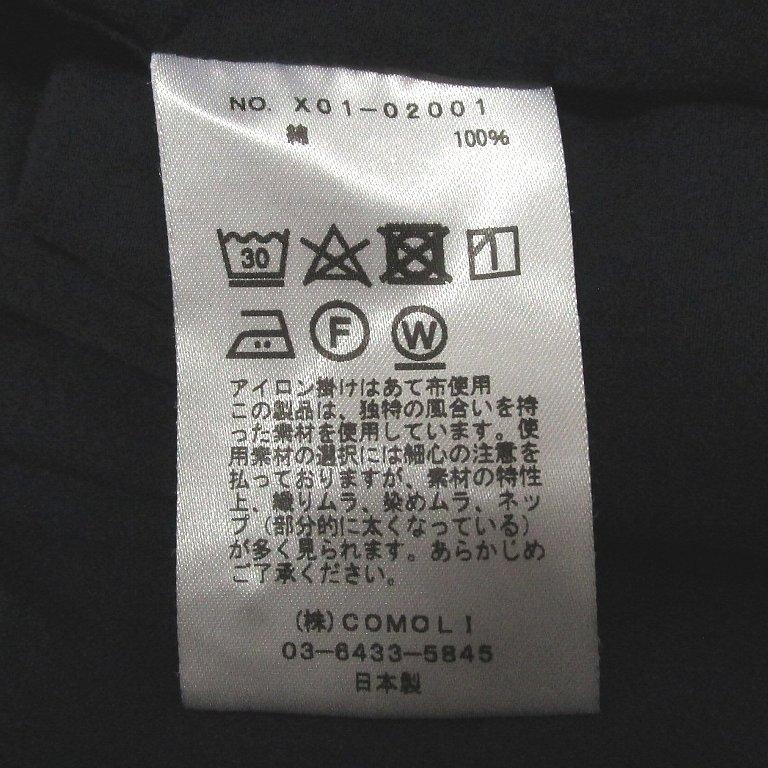 NO. X01-02001
綿 100%
30
F W
アイロン掛けはあて布使用
この製品は、独特の風合いを持
った素材を使用しています。使
用素材の選択には細心の注意を
払っておりますが、素材の特性
上、織りムラ、染めムラ、ネッ
プ（部分的に太くなっている）
が多く見られます。あらかじめ
ご了承ください。
(株)COMOLI
03-6433-5845
日本製